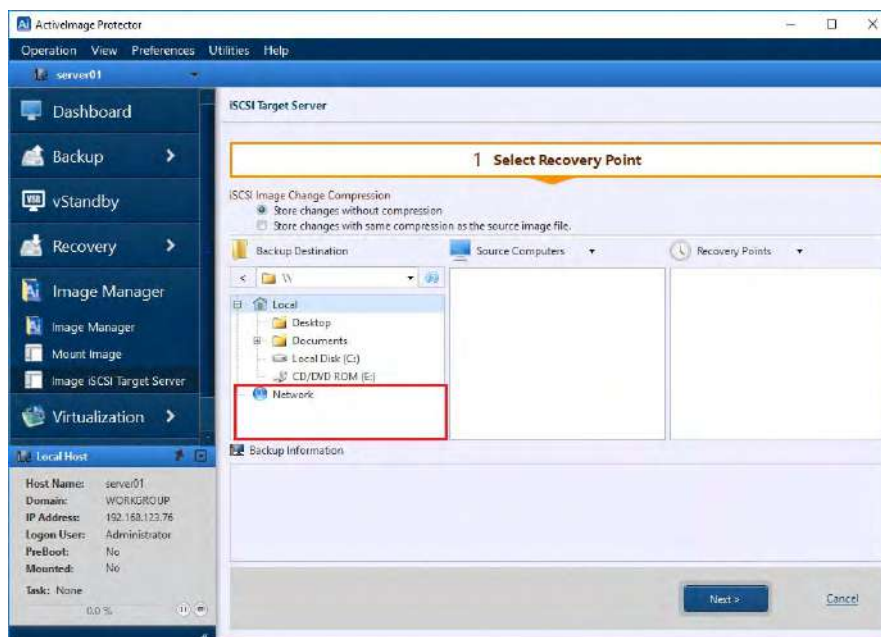 ActiveImage Protector
Operation View Preferences Utilities Help
server01
Dashboard
Backup
vStandby
Recovery
Image Manager
Image Manager
Mount Image
Image iSCSI Target Server
Virtualization
Local Host
Host Name: server01
Domain: WORKGROUP
IP Address: 192.168.123.76
Logon User: Administrator
PreBoot: No
Mounted: No
Task: None
0.0 %
iSCSI Target Server
1 Select Recovery Point
iSCSI Image Change Compression
Store changes without compression
Store changes with same compression as the source image file.
Backup Destination
Source Computers
Recovery Points
< \\
Local
Desktop
Documents
Local Disk (C:)
CD/DVD ROM (E:)
Network
Backup Information
Next >
Cancel